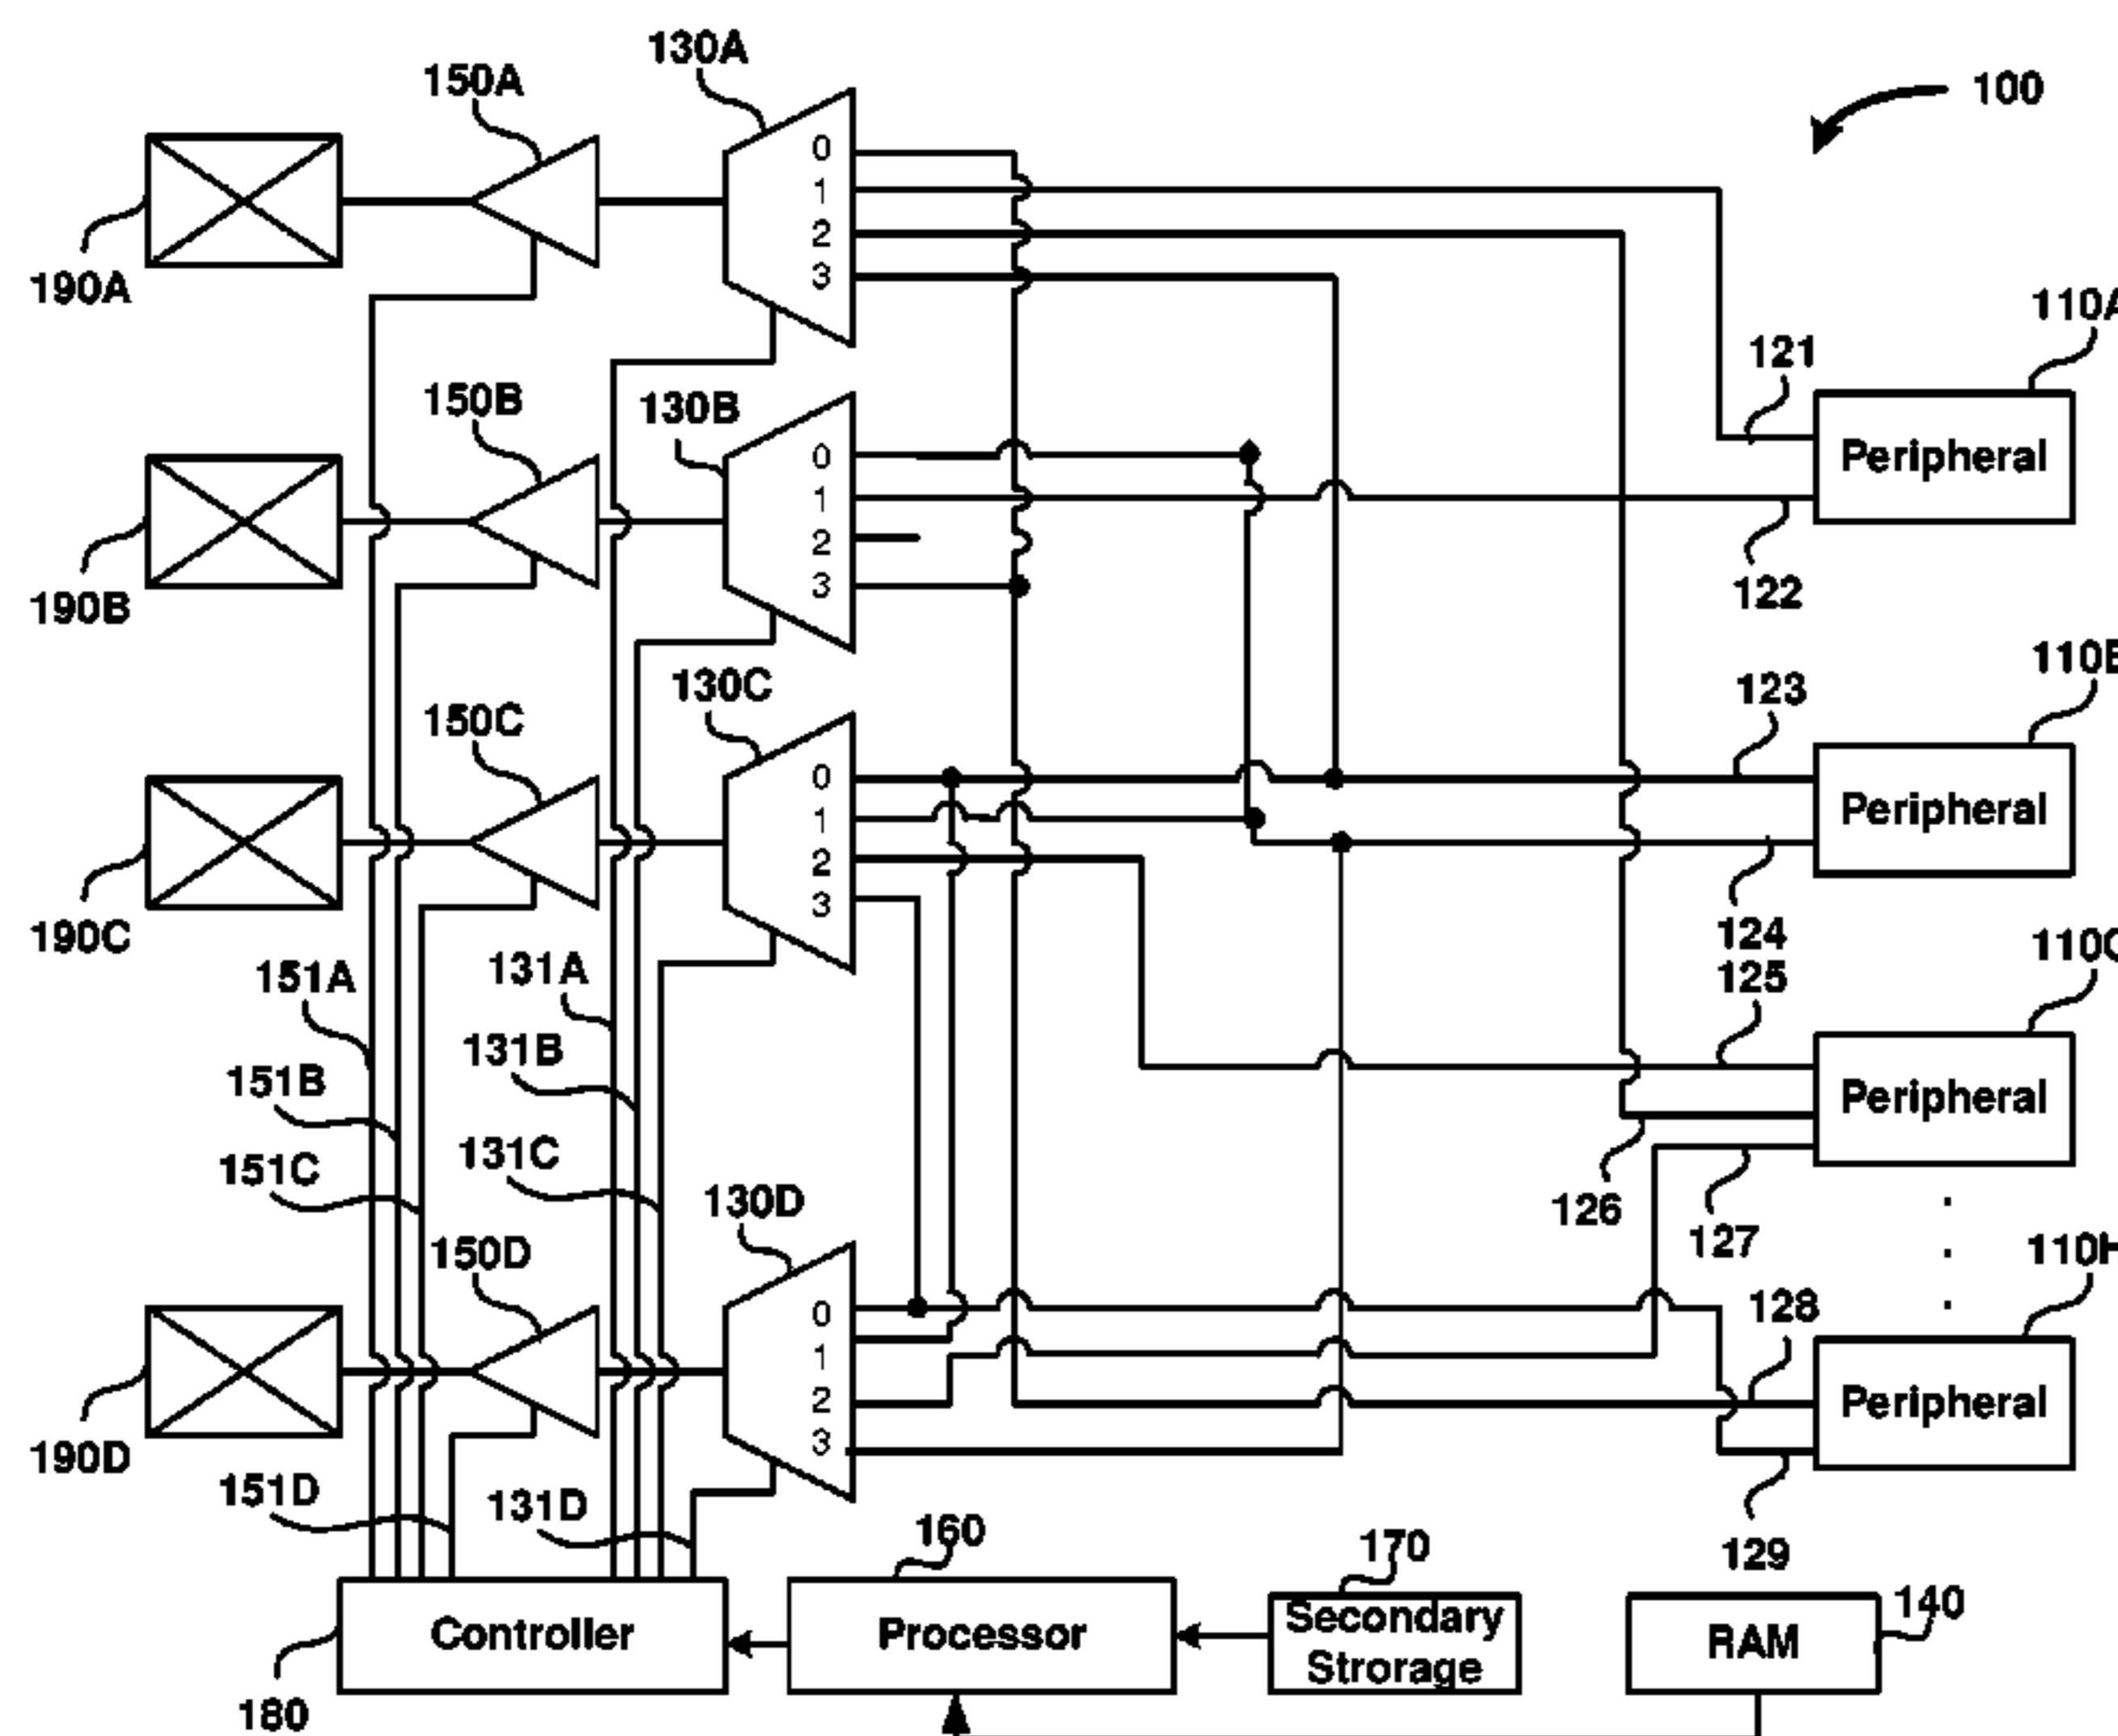 130A
150A
100
0
1
2
3
190A
110A
121
Peripheral
150B
130B
0
1
2
3
190B
122
110B
130C
123
150C
0
1
2
3
Peripheral
190C
124
110C
151A
131A
125
131B
151B
Peripheral
131C
151C
130D
126
127
150D
110H
128
0
1
2
3
Peripheral
190D
151D
131D
160
170
129
140
Controller
Processor
Secondary
Strorage
RAM
180